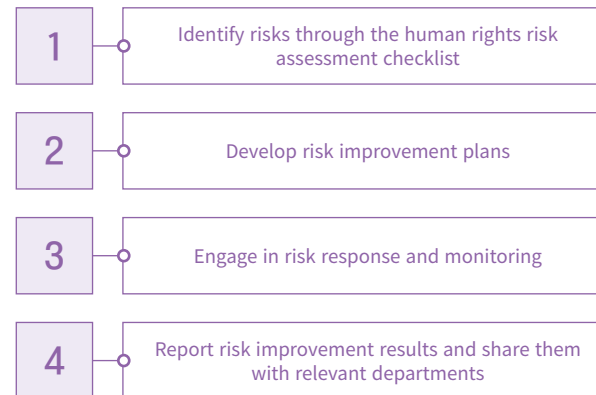 1
Identify risks through the human rights risk
assessment checklist
2
Develop risk improvement plans
3
Engage in risk response and monitoring
4
Report risk improvement results and share them
with relevant departments